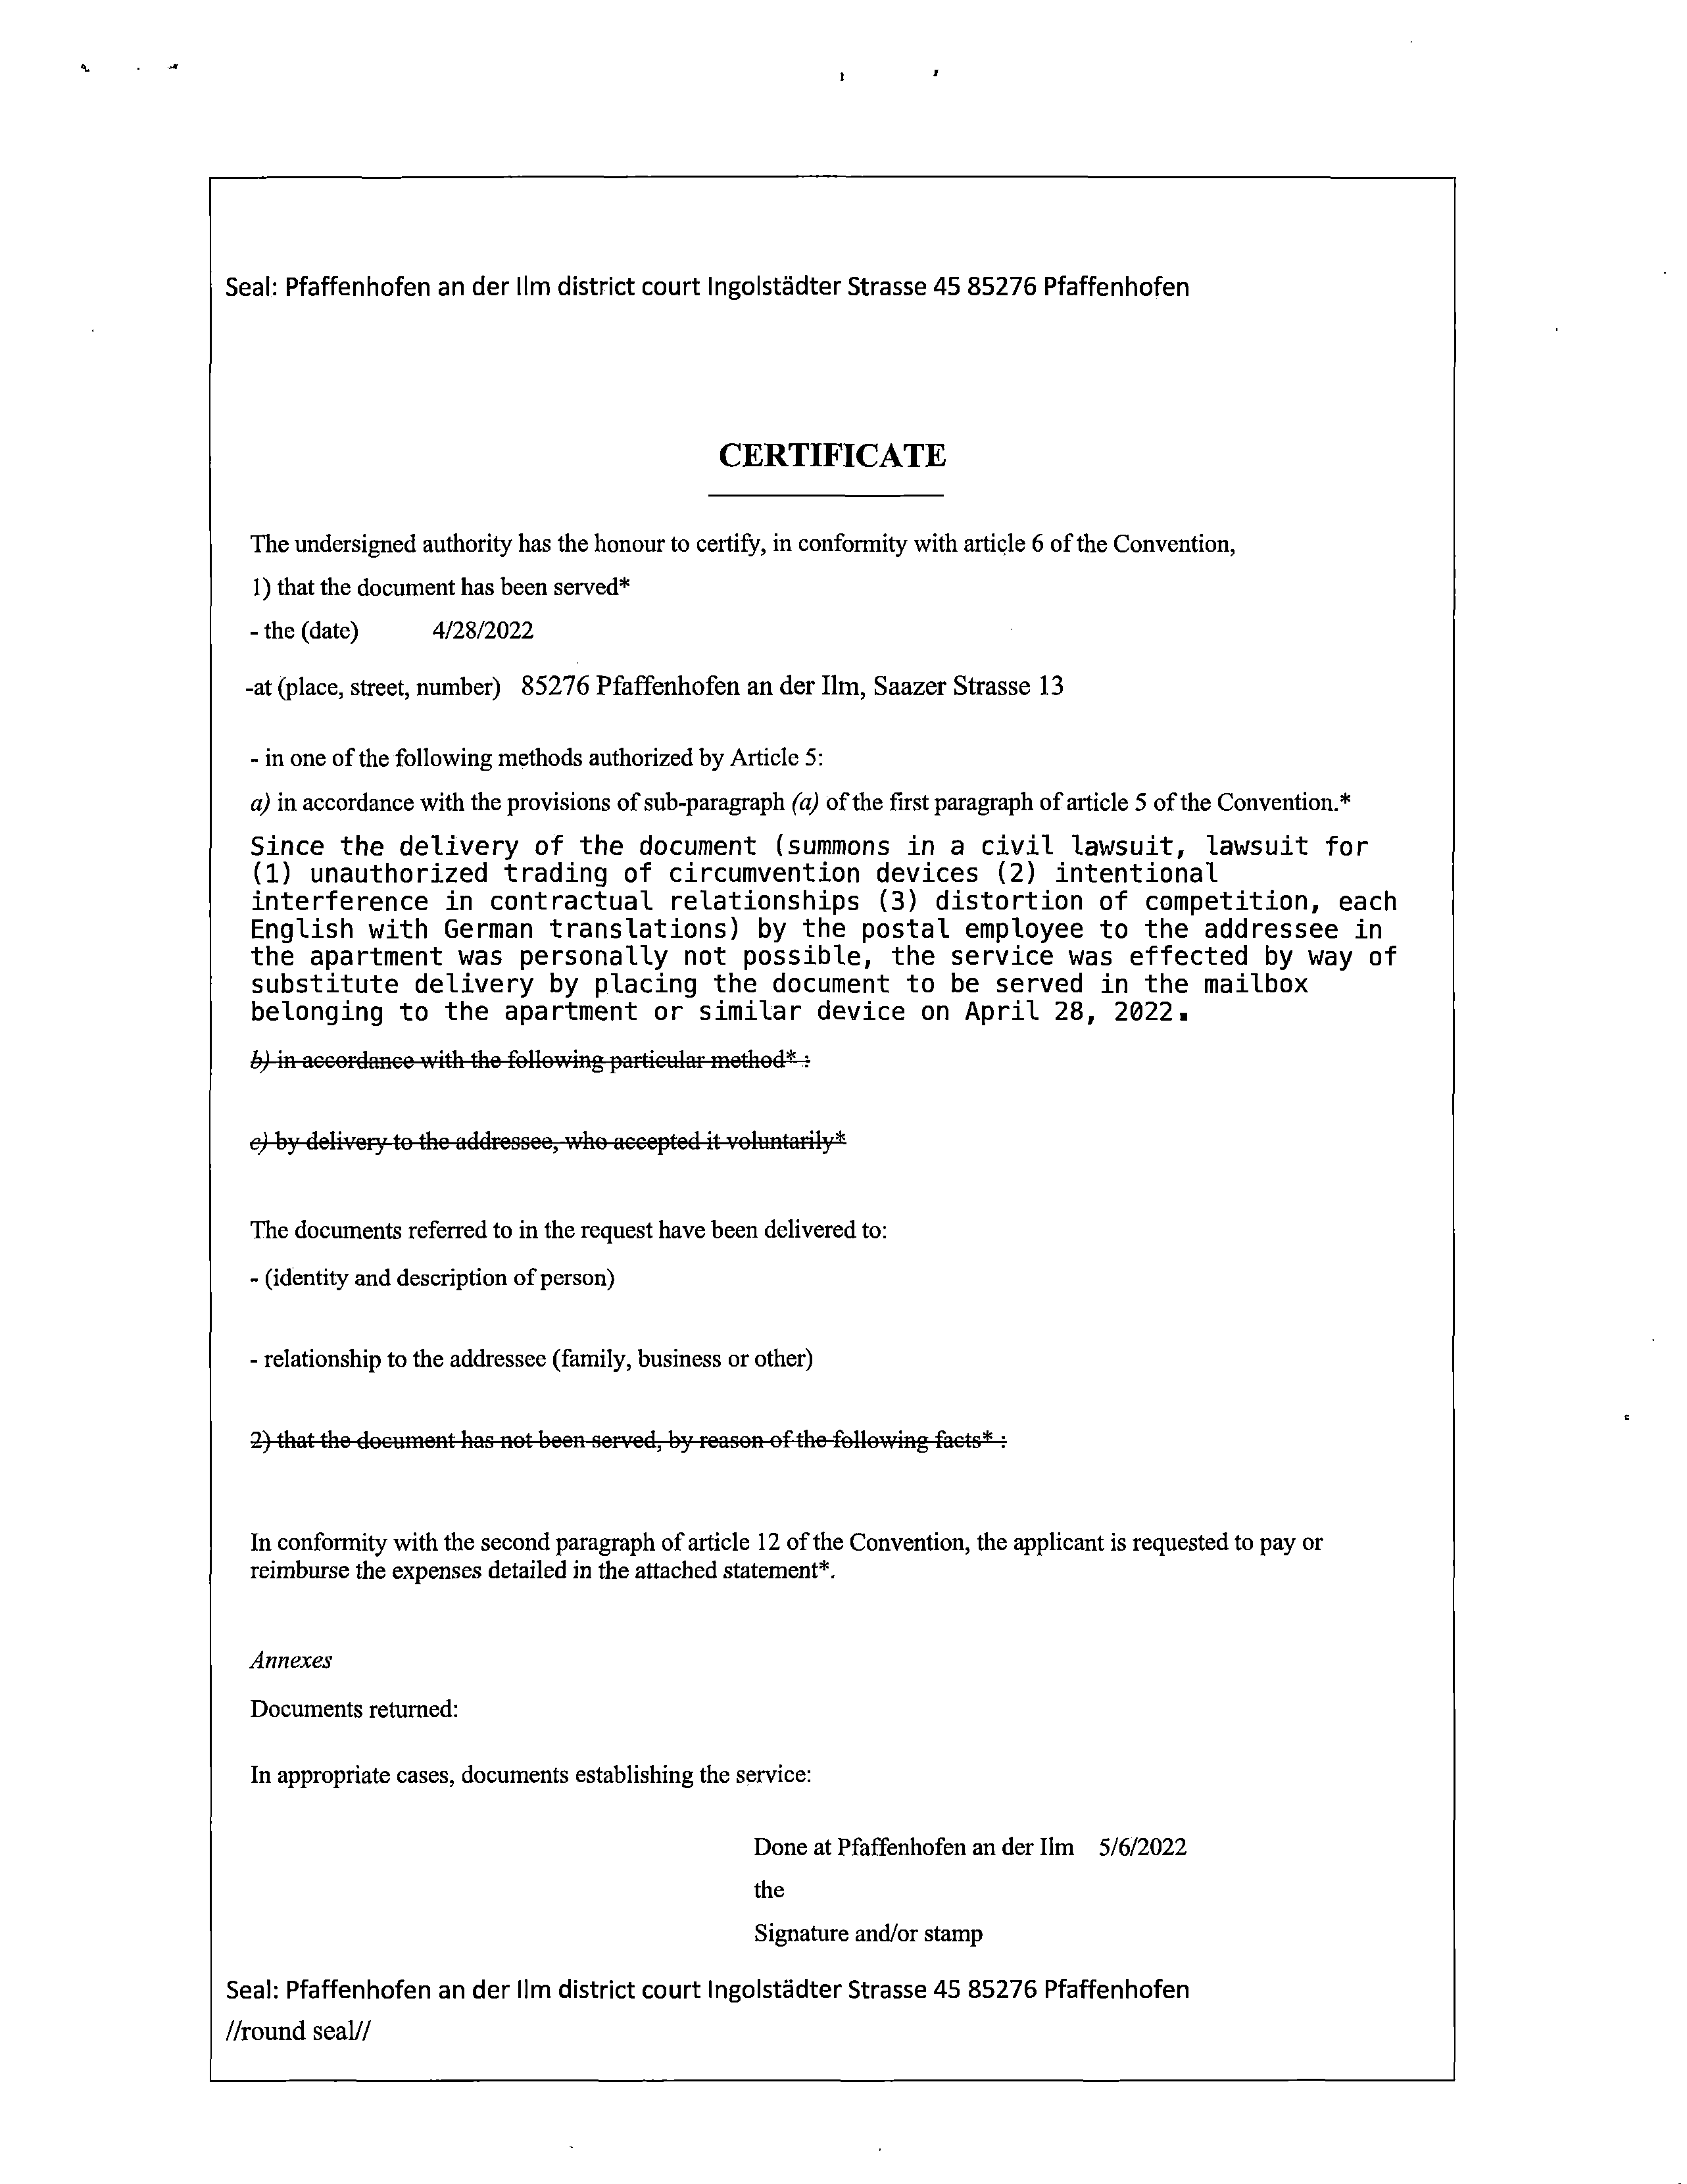 Seal: Pfaffenhofen an der Ilm district court Ingolstädter Strasse 45 85276 Pfaffenhofen
CERTIFICATE
The undersigned authority has the honour to certify, in conformity with article 6 of the Convention,
1) that the document has been served*
- the (date) 4/28/2022
-at (place, street, number) 85276 Pfaffenhofen an der Ilm, Saazer Strasse 13
- in one of the following methods authorized by Article 5:
a) in accordance with the provisions of sub-paragraph (a) of the first paragraph of article 5 of the Convention.*
Since the delivery of the document (summons in a civil lawsuit, lawsuit for
(1) unauthorized trading of circumvention devices (2) intentional
interference in contractual relationships (3) distortion of competition, each
English with German translations) by the postal employee to the addressee in
the apartment was personally not possible, the service was effected by way of
substitute delivery by placing the document to be served in the mailbox
belonging to the apartment or similar device on April 28, 2022.
b) in accordance with the following particular method* :
c) by delivery to the addressee, who accepted it voluntarily*
The documents referred to in the request have been delivered to:
- (identity and description of person)
- relationship to the addressee (family, business or other)
2) that the document has not been served, by reason of the following facts* :
In conformity with the second paragraph of article 12 of the Convention, the applicant is requested to pay or
reimburse the expenses detailed in the attached statement*.
Annexes
Documents returned:
In appropriate cases, documents establishing the service:
Done at Pfaffenhofen an der Ilm 5/6/2022
the
Signature and/or stamp
Seal: Pfaffenhofen an der Ilm district court Ingolstädter Strasse 45 85276 Pfaffenhofen
//round seal//